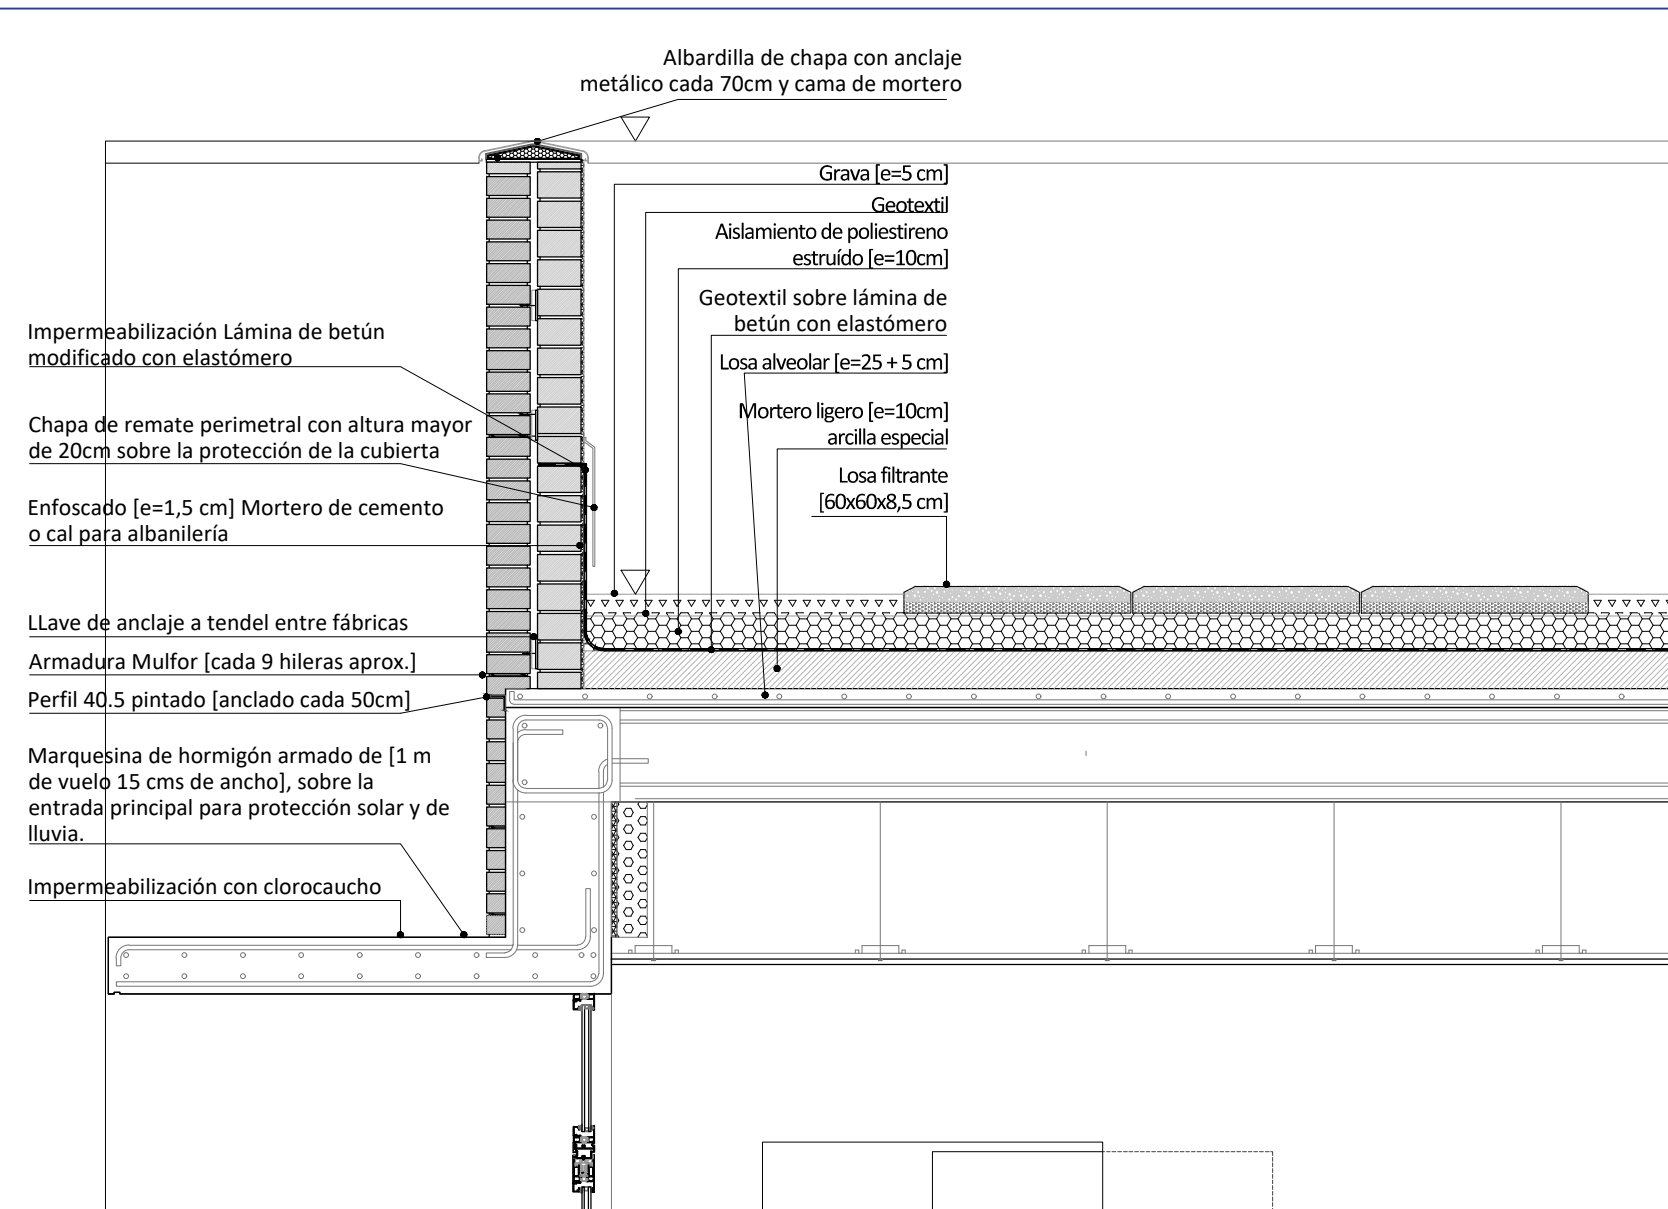 Albardilla de chapa con anclaje
metálico cada 70cm y cama de mortero
Grava [e=5 cm]
Geotextil
Aislamiento de poliestireno
estruído [e=10cm]
Geotextil sobre lámina de
betún con elastómero
Losa alveolar [e=25 + 5 cm]
Mortero ligero [e=10cm]
arcilla especial
Losa filtrante
[60x60x8,5 cm]
Impermeabilización Lámina de betún
modificado con elastómero
Chapa de remate perimetral con altura mayor
de 20cm sobre la protección de la cubierta
Enfoscado [e=1,5 cm] Mortero de cemento
o cal para albanilería
LLave de anclaje a tendel entre fábricas
Armadura Mulfor [cada 9 hileras aprox.]
Perfil 40.5 pintado [anclado cada 50cm]
Marquesina de hormigón armado de [1 m
de vuelo 15 cms de ancho], sobre la
entrada principal para protección solar y de
lluvia.
Impermeabilización con clorocaucho